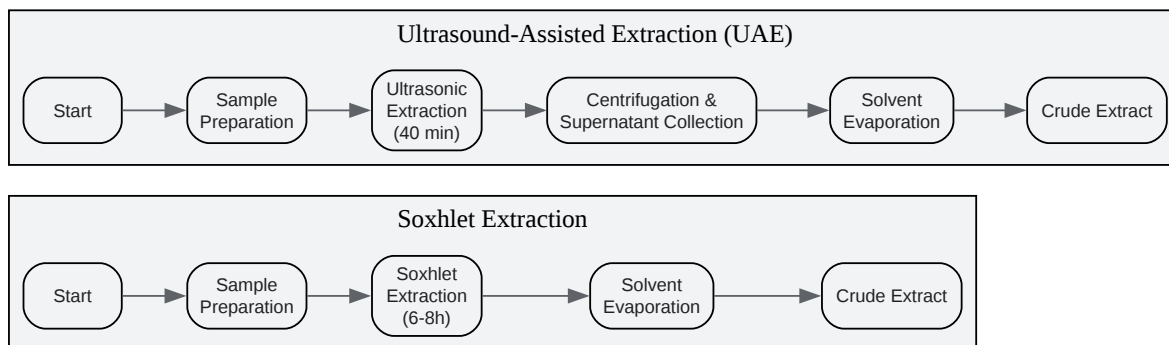 Ultrasound-Assisted Extraction (UAE)
Start
Sample
Preparation
Ultrasonic
Extraction
(40 min)
Centrifugation &
Supernatant Collection
Solvent
Evaporation
Crude Extract
Soxhlet Extraction
Start
Sample
Preparation
Soxhlet
Extraction
(6-8h)
Solvent
Evaporation
Crude Extract